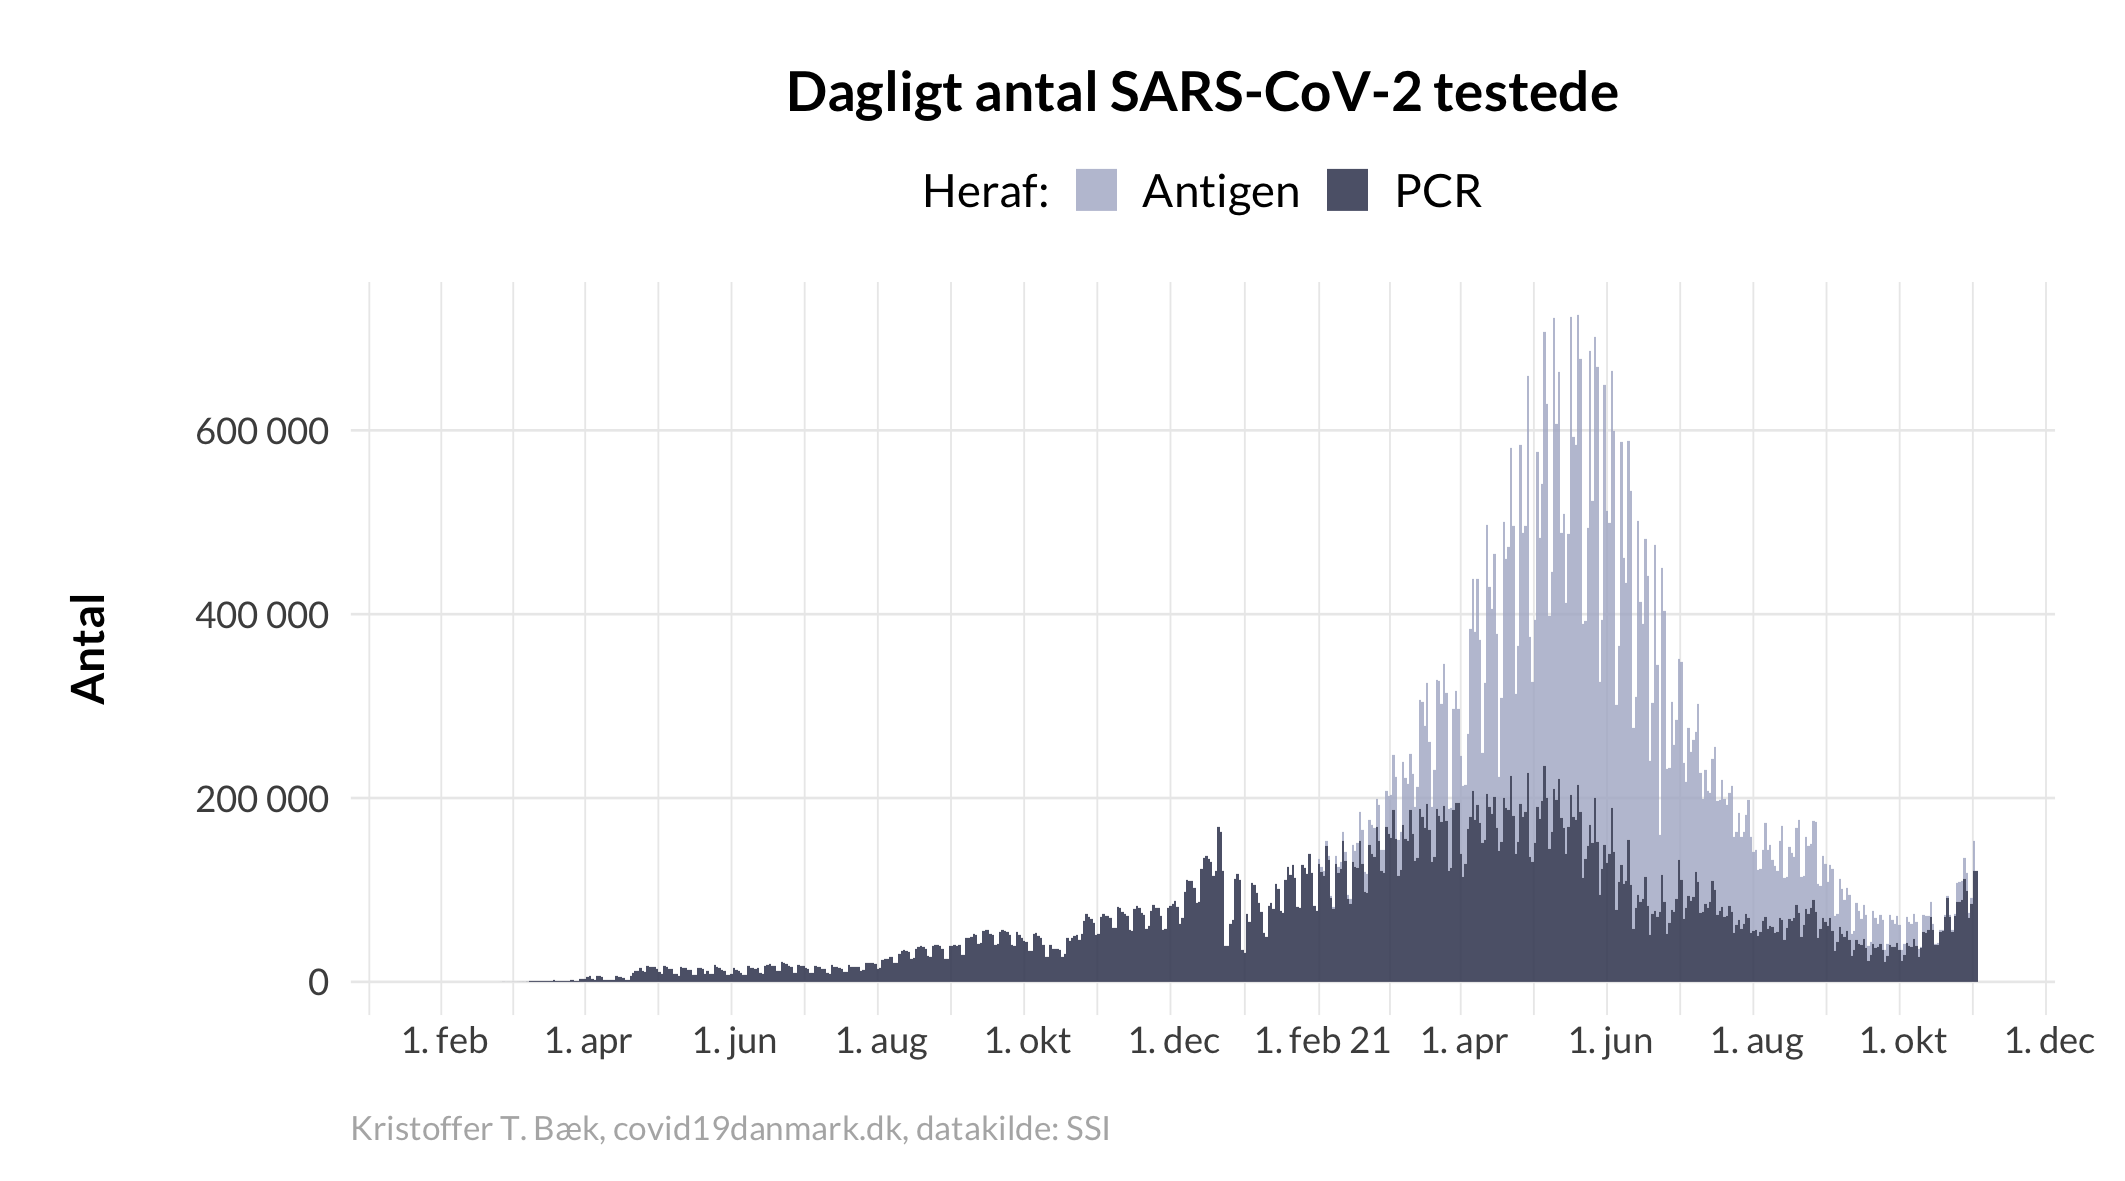 Dagligt antal SARS-CoV-2 testede
Heraf: Antigen PCR
Antal
600 000
400 000
200 000
0
1. feb 1. apr 1. jun 1. aug 1. okt 1. dec 1. feb 21 1. apr 1. jun 1. aug 1. okt 1. dec
Kristoffer T. Bæk, covid19danmark.dk, datakilde: SSI